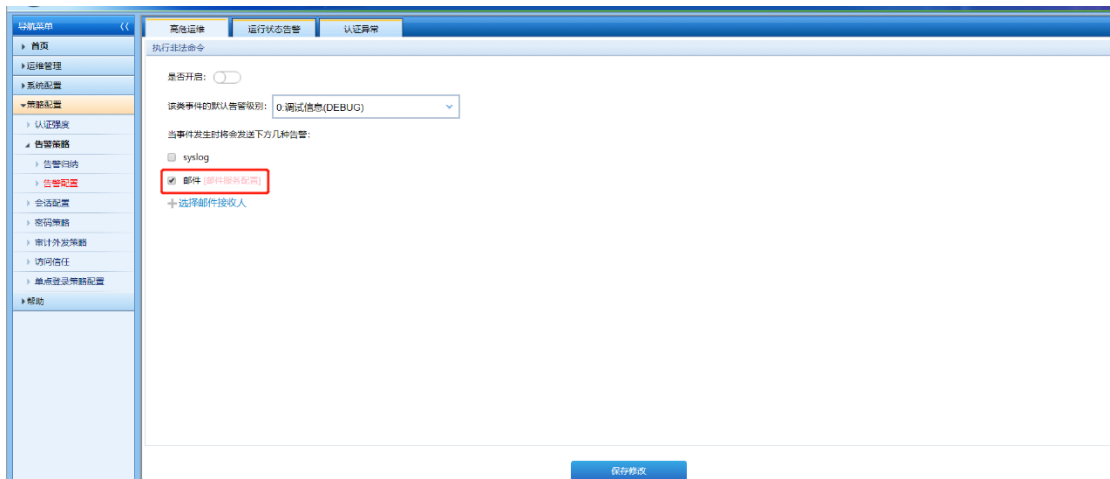 导航菜单
首页
运维管理
系统配置
策略配置
认证强度
告警策略
告警归纳
告警配置
会话配置
密码策略
审计外发策略
访问信任
单点登录策略配置
帮助
高危运维 运行状态告警 认证异常
执行非法命令
是否开启:
该类事件的默认告警级别: 0:调试信息(DEBUG)
当事件发生时将会发送下方几种告警:
syslog
邮件 [邮件服务配置]
选择邮件接收人
保存修改